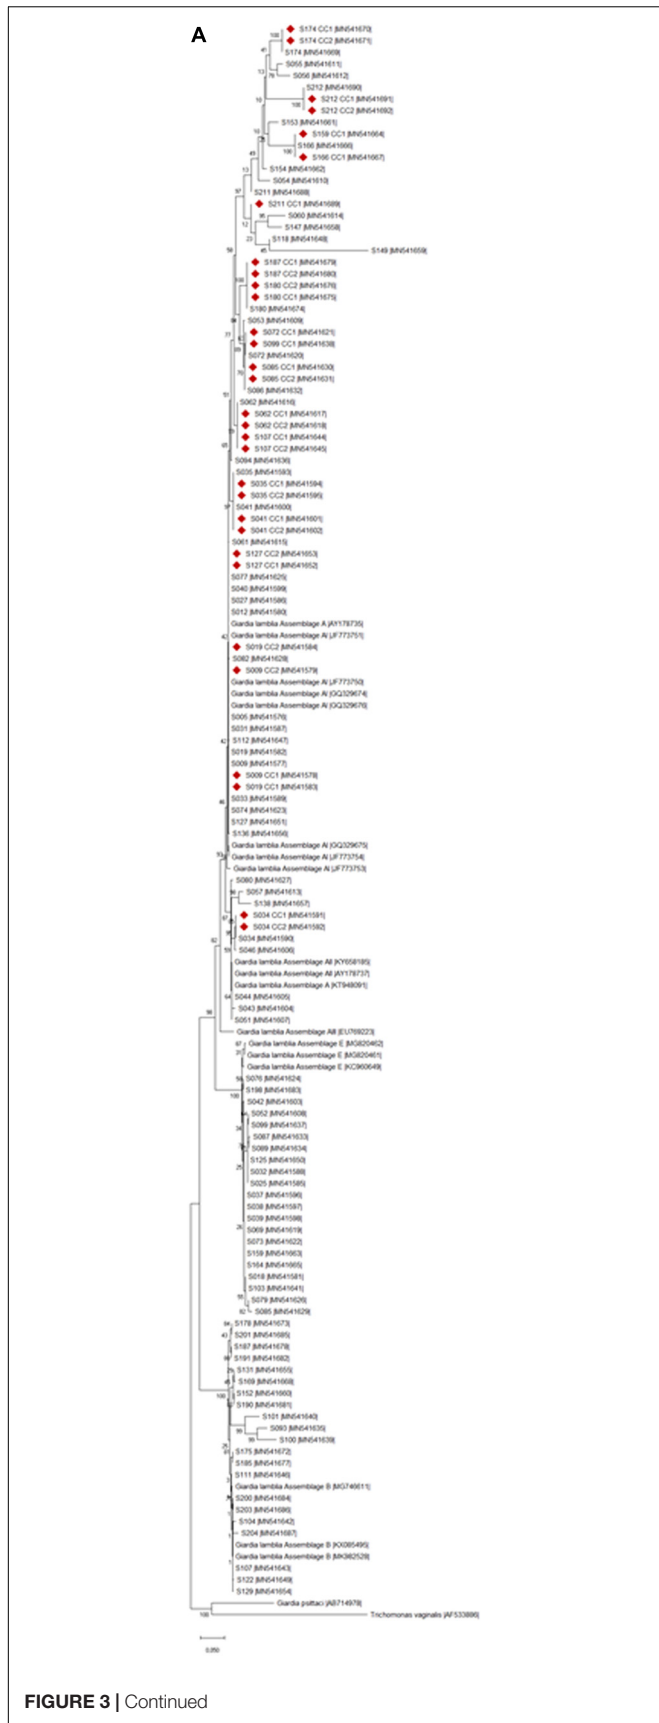 A
S174 CC1 |MN541670|
S174 CC2 |MN541671|
S174 |MN541669|
S055 |MN541611|
S056 |MN541612|
S212 |MN541690|
S212 CC1 |MN541691|
S212 CC2 |MN541692|
S153 |MN541661|
S159 CC1 |MN541664|
S166 |MN541666|
S166 CC1 |MN541667|
S154 |MN541662|
S054 |MN541610|
S211 |MN541688|
S211 CC1 |MN541689|
S060 |MN541614|
S147 |MN541658|
S118 |MN541648|
S149 |MN541659|
S187 CC1 |MN541679|
S187 CC2 |MN541680|
S180 CC2 |MN541676|
S180 CC1 |MN541675|
S180 |MN541674|
S053 |MN541609|
S072 CC1 |MN541621|
S099 CC1 |MN541638|
S072 |MN541620|
S085 CC1 |MN541630|
S085 CC2 |MN541631|
S086 |MN541632|
S062 |MN541616|
S062 CC1 |MN541617|
S062 CC2 |MN541618|
S107 CC1 |MN541644|
S107 CC2 |MN541645|
S094 |MN541636|
S035 |MN541593|
S035 CC1 |MN541594|
S035 CC2 |MN541595|
S041 |MN541600|
S041 CC1 |MN541601|
S041 CC2 |MN541602|
S061 |MN541615|
S127 CC2 |MN541653|
S127 CC1 |MN541652|
S077 |MN541625|
S040 |MN541599|
S027 |MN541586|
S012 |MN541580|
Giardia lamblia Assemblage A |AY178735|
Giardia lamblia Assemblage AI |JF773751|
S019 CC2 |MN541584|
S082 |MN541628|
S009 CC2 |MN541579|
Giardia lamblia Assemblage AI |JF773750|
Giardia lamblia Assemblage AI |GQ329674|
Giardia lamblia Assemblage AI |GQ329676|
S005 |MN541576|
S031 |MN541587|
S112 |MN541647|
S019 |MN541582|
S009 |MN541577|
S009 CC1 |MN541578|
S019 CC1 |MN541583|
S033 |MN541589|
S074 |MN541623|
S127 |MN541651|
S136 |MN541656|
Giardia lamblia Assemblage AI |GQ329675|
Giardia lamblia Assemblage AI |JF773754|
Giardia lamblia Assemblage AI |JF773753|
S080 |MN541627|
S057 |MN541613|
S138 |MN541657|
S034 CC1 |MN541591|
S034 CC2 |MN541592|
S034 |MN541590|
S046 |MN541606|
Giardia lamblia Assemblage AII |KY658185|
Giardia lamblia Assemblage AII |AY178737|
Giardia lamblia Assemblage A |KT948091|
S044 |MN541605|
S043 |MN541604|
S051 |MN541607|
Giardia lamblia Assemblage AIII |EU769223|
Giardia lamblia Assemblage E |MG820462|
Giardia lamblia Assemblage E |MG820461|
Giardia lamblia Assemblage E |KC960649|
S076 |MN541624|
S198 |MN541683|
S042 |MN541603|
S052 |MN541608|
S099 |MN541637|
S087 |MN541633|
S089 |MN541634|
S125 |MN541650|
S032 |MN541588|
S025 |MN541585|
S037 |MN541596|
S038 |MN541597|
S039 |MN541598|
S069 |MN541619|
S073 |MN541622|
S159 |MN541663|
S164 |MN541665|
S018 |MN541581|
S103 |MN541641|
S079 |MN541626|
S085 |MN541629|
S178 |MN541673|
S201 |MN541685|
S187 |MN541678|
S191 |MN541682|
S131 |MN541655|
S169 |MN541668|
S152 |MN541660|
S190 |MN541681|
S101 |MN541640|
S093 |MN541635|
S100 |MN541639|
S175 |MN541672|
S185 |MN541677|
S111 |MN541646|
Giardia lamblia Assemblage B |MG746611|
S200 |MN541684|
S203 |MN541686|
S104 |MN541642|
S204 |MN541687|
Giardia lamblia Assemblage B |KX085495|
Giardia lamblia Assemblage B |MK982528|
S107 |MN541643|
S122 |MN541649|
S129 |MN541654|
Giardia psittaci |AB714978|
Trichomonas vaginalis |AF533886|
0.050
FIGURE 3 | Continued